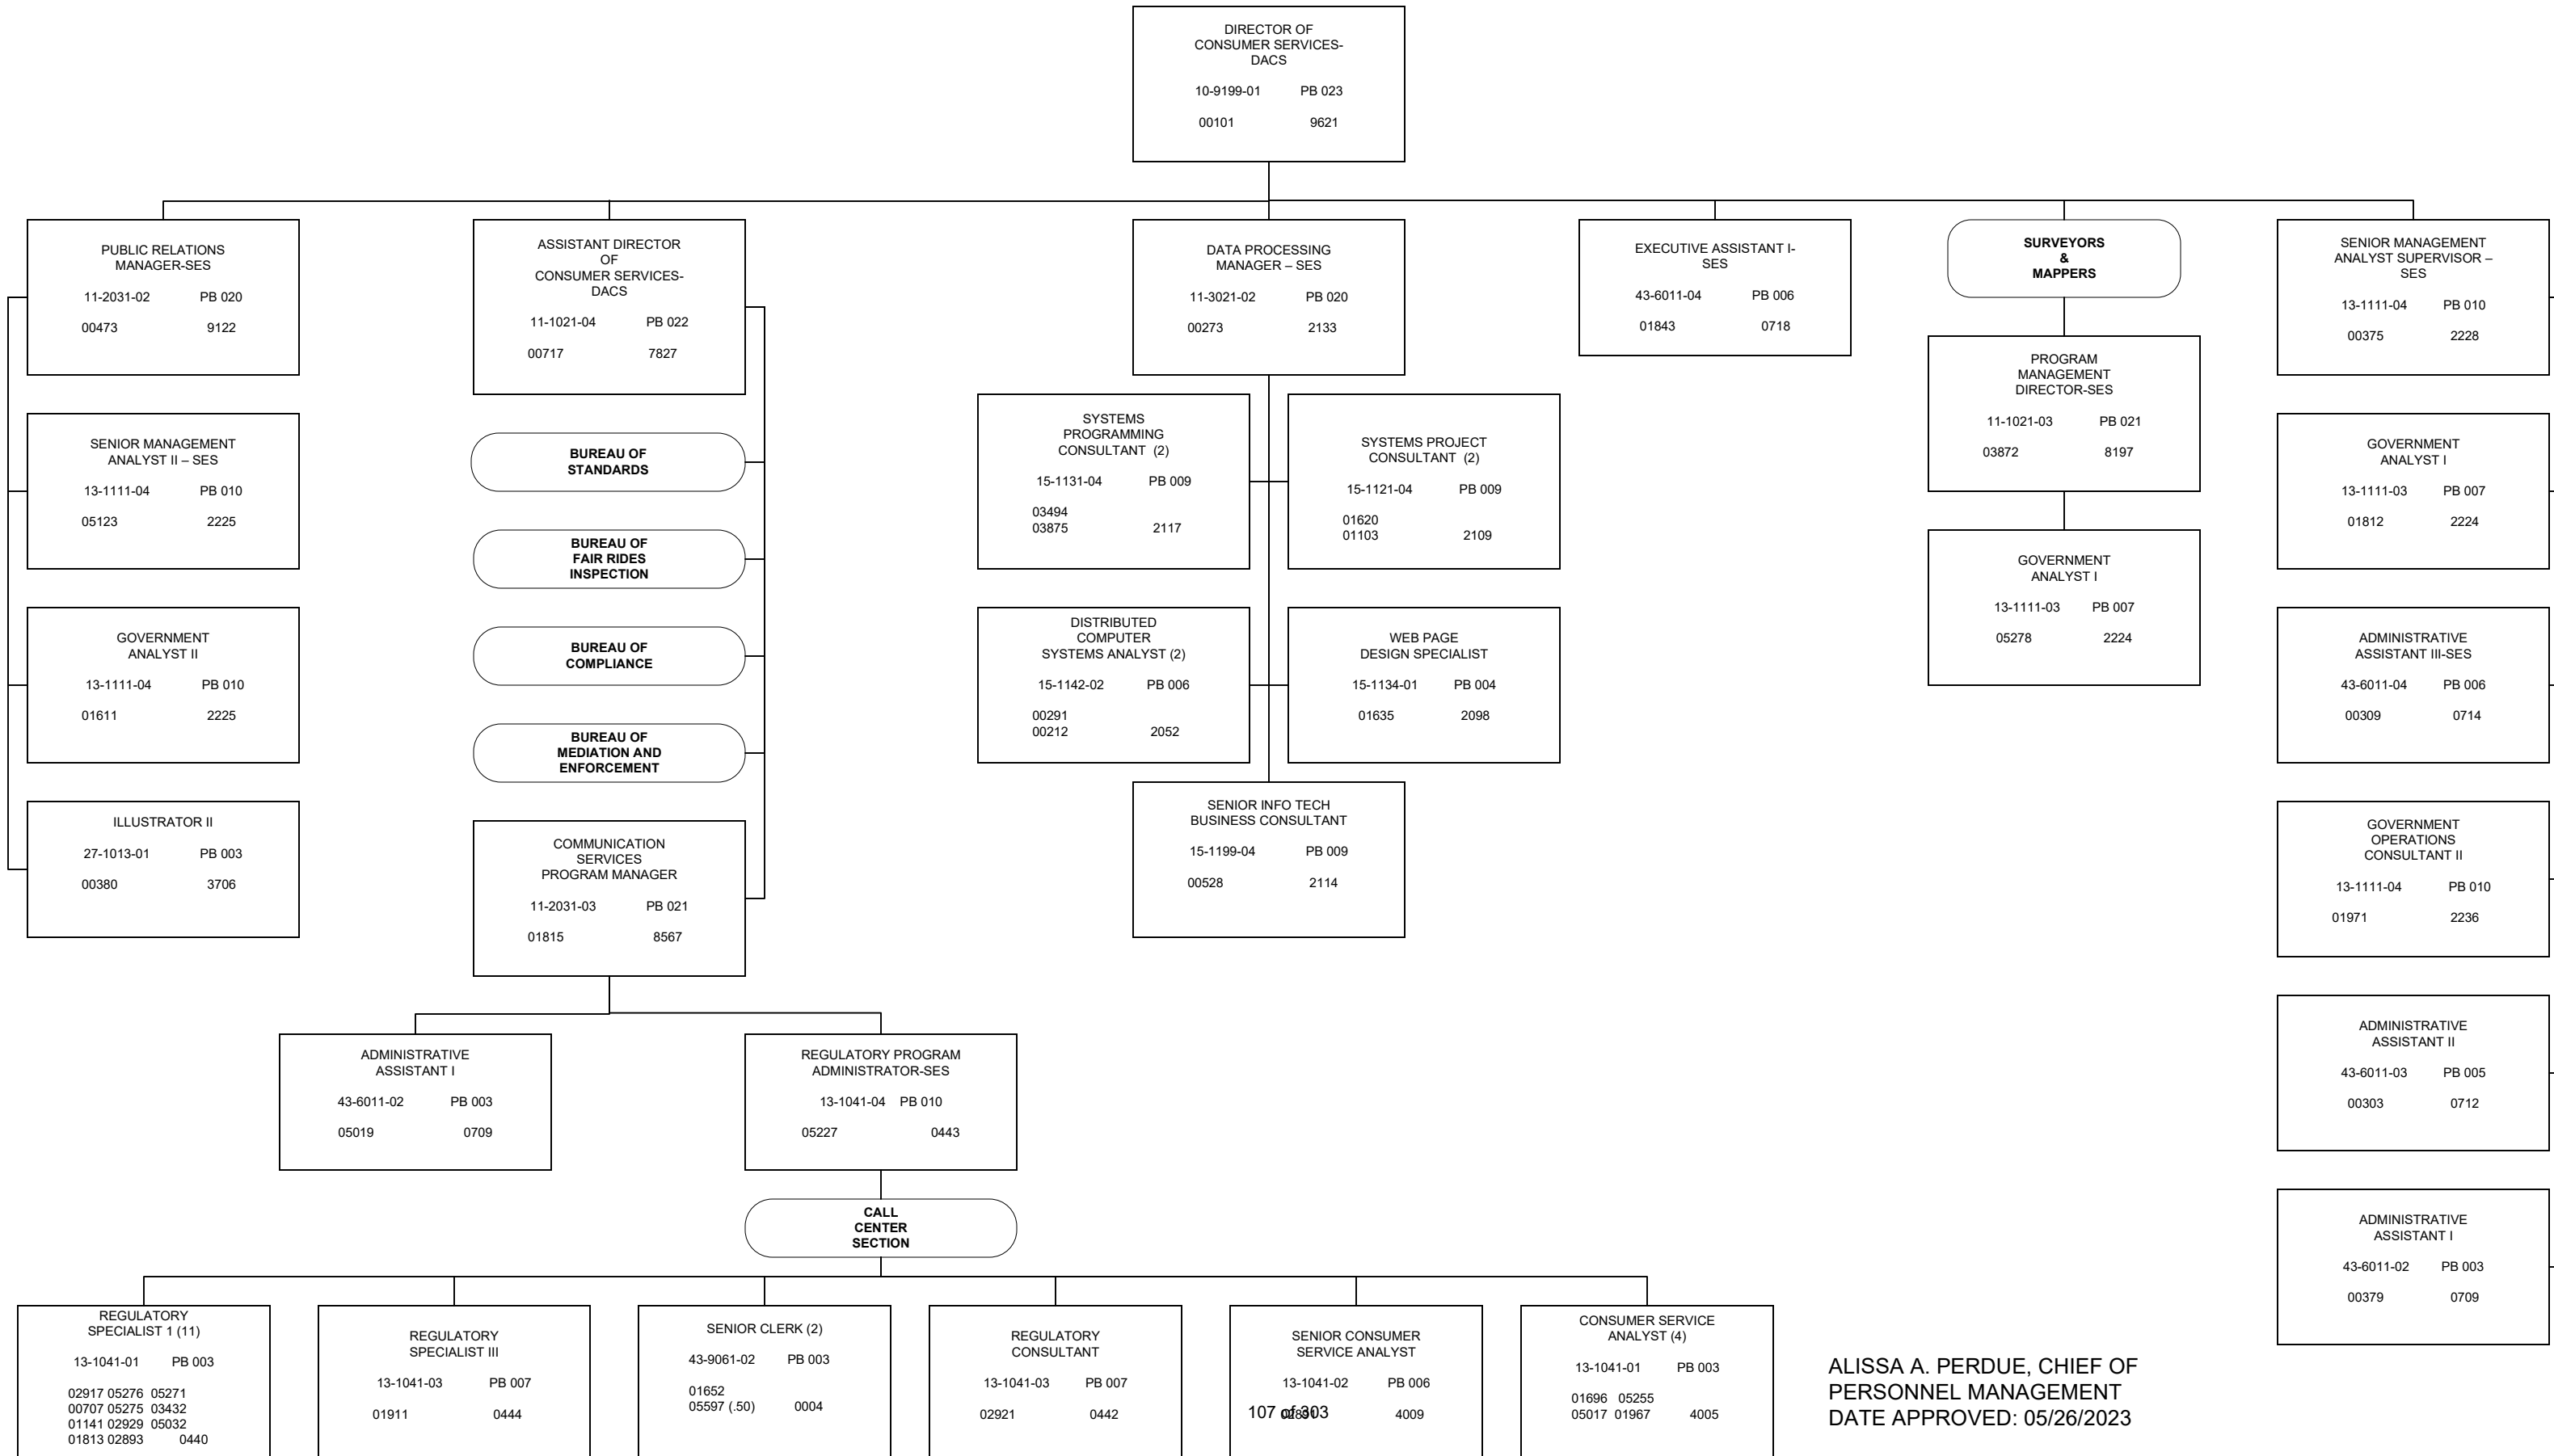 DIRECTOR OF
CONSUMER SERVICES-
DACS
10-9199-01 PB 023
00101 9621
PUBLIC RELATIONS
MANAGER-SES
11-2031-02 PB 020
00473 9122
SENIOR MANAGEMENT
ANALYST II – SES
13-1111-04 PB 010
05123 2225
GOVERNMENT
ANALYST II
13-1111-04 PB 010
01611 2225
ILLUSTRATOR II
27-1013-01 PB 003
00380 3706
ASSISTANT DIRECTOR
OF
CONSUMER SERVICES-
DACS
11-1021-04 PB 022
00717 7827
BUREAU OF
STANDARDS
BUREAU OF
FAIR RIDES
INSPECTION
BUREAU OF
COMPLIANCE
BUREAU OF
MEDIATION AND
ENFORCEMENT
COMMUNICATION
SERVICES
PROGRAM MANAGER
11-2031-03 PB 021
01815 8567
DATA PROCESSING
MANAGER – SES
11-3021-02 PB 020
00273 2133
SYSTEMS
PROGRAMMING
CONSULTANT (2)
15-1131-04 PB 009
03494
03875 2117
SYSTEMS PROJECT
CONSULTANT (2)
15-1121-04 PB 009
01620
01103 2109
DISTRIBUTED
COMPUTER
SYSTEMS ANALYST (2)
15-1142-02 PB 006
00291
00212 2052
WEB PAGE
DESIGN SPECIALIST
15-1134-01 PB 004
01635 2098
SENIOR INFO TECH
BUSINESS CONSULTANT
15-1199-04 PB 009
00528 2114
EXECUTIVE ASSISTANT I-
SES
43-6011-04 PB 006
01843 0718
SURVEYORS
&
MAPPERS
PROGRAM
MANAGEMENT
DIRECTOR-SES
11-1021-03 PB 021
03872 8197
GOVERNMENT
ANALYST I
13-1111-03 PB 007
05278 2224
SENIOR MANAGEMENT
ANALYST SUPERVISOR –
SES
13-1111-04 PB 010
00375 2228
GOVERNMENT
ANALYST I
13-1111-03 PB 007
01812 2224
ADMINISTRATIVE
ASSISTANT III-SES
43-6011-04 PB 006
00309 0714
GOVERNMENT
OPERATIONS
CONSULTANT II
13-1111-04 PB 010
01971 2236
ADMINISTRATIVE
ASSISTANT II
43-6011-03 PB 005
00303 0712
ADMINISTRATIVE
ASSISTANT I
43-6011-02 PB 003
00379 0709
ADMINISTRATIVE
ASSISTANT I
43-6011-02 PB 003
05019 0709
REGULATORY PROGRAM
ADMINISTRATOR-SES
13-1041-04 PB 010
05227 0443
CALL
CENTER
SECTION
REGULATORY
SPECIALIST 1 (11)
13-1041-01 PB 003
02917 05276 05271
00707 05275 03432
01141 02929 05032
01813 02893 0440
REGULATORY
SPECIALIST III
13-1041-03 PB 007
01911 0444
SENIOR CLERK (2)
43-9061-02 PB 003
01652
05597 (.50) 0004
REGULATORY
CONSULTANT
13-1041-03 PB 007
02921 0442
SENIOR CONSUMER
SERVICE ANALYST
13-1041-02 PB 006
4009
107 of 303
CONSUMER SERVICE
ANALYST (4)
13-1041-01 PB 003
01696 05255
05017 01967 4005
ALISSA A. PERDUE, CHIEF OF
PERSONNEL MANAGEMENT
DATE APPROVED: 05/26/2023